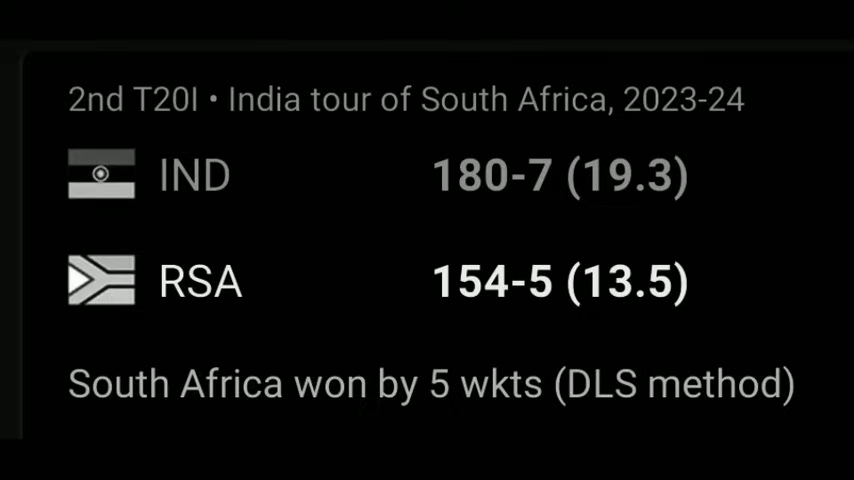 2nd T20I • India tour of South Africa, 2023-24
IND 180-7 (19.3)
RSA 154-5 (13.5)
South Africa won by 5 wkts (DLS method)